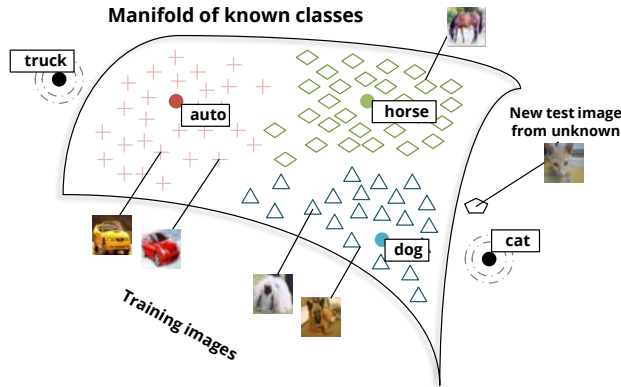 Manifold of known classes
truck
auto
horse
New test image
from unknown
dog
cat
Training images